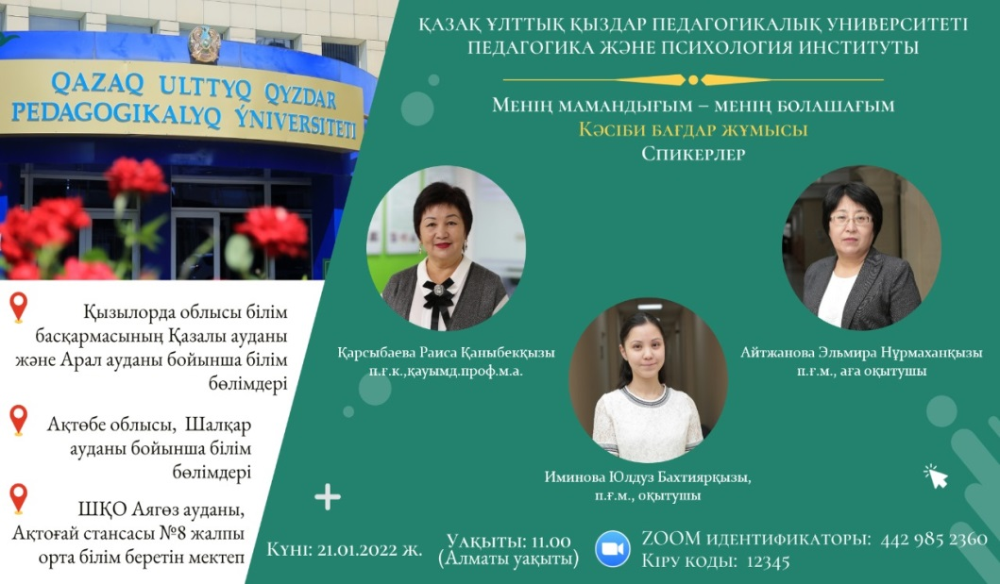 QAZAQ ULTTYQ QYZDAR
PEDAGOGIKALYQ ÝNIVERSITETI
ҚАЗАҚ ҰЛТТЫҚ ҚЫЗДАР ПЕДАГОГИКАЛЫҚ УНИВЕРСИТЕТІ
ПЕДАГОГИКА ЖӘНЕ ПСИХОЛОГИЯ ИНСТИТУТЫ
МЕНІҢ МАМАНДЫҒЫМ – МЕНІҢ БОЛАШАҒЫМ
КӘСІБИ БАҒДАР ЖҰМЫСЫ
СПИКЕРЛЕР
Қарсыбаева Раиса Қаныбекқызы
п.ғ.к.,қауымд.проф.м.а.
Айтжанова Эльмира Нұрмаханқызы
п.ғ.м., аға оқытушы
Иминова Юлдуз Бахтиярқызы,
п.ғ.м., оқытушы
Қызылорда облысы білім
басқармасының Қазалы ауданы
және Арал ауданы бойынша білім
бөлімдері
Ақтөбе облысы, Шалқар
ауданы бойынша білім
бөлімдері
ШҚО Аягөз ауданы,
Ақтоғай стансасы №8 жалпы
орта білім беретін мектеп
КҮНІ: 21.01.2022 Ж.
УАҚЫТЫ: 11.00
(АЛМАТЫ УАҚЫТЫ)
ZOOM ИДЕНТИФИКАТОРЫ: 442 985 2360
КІРУ КОДЫ: 12345